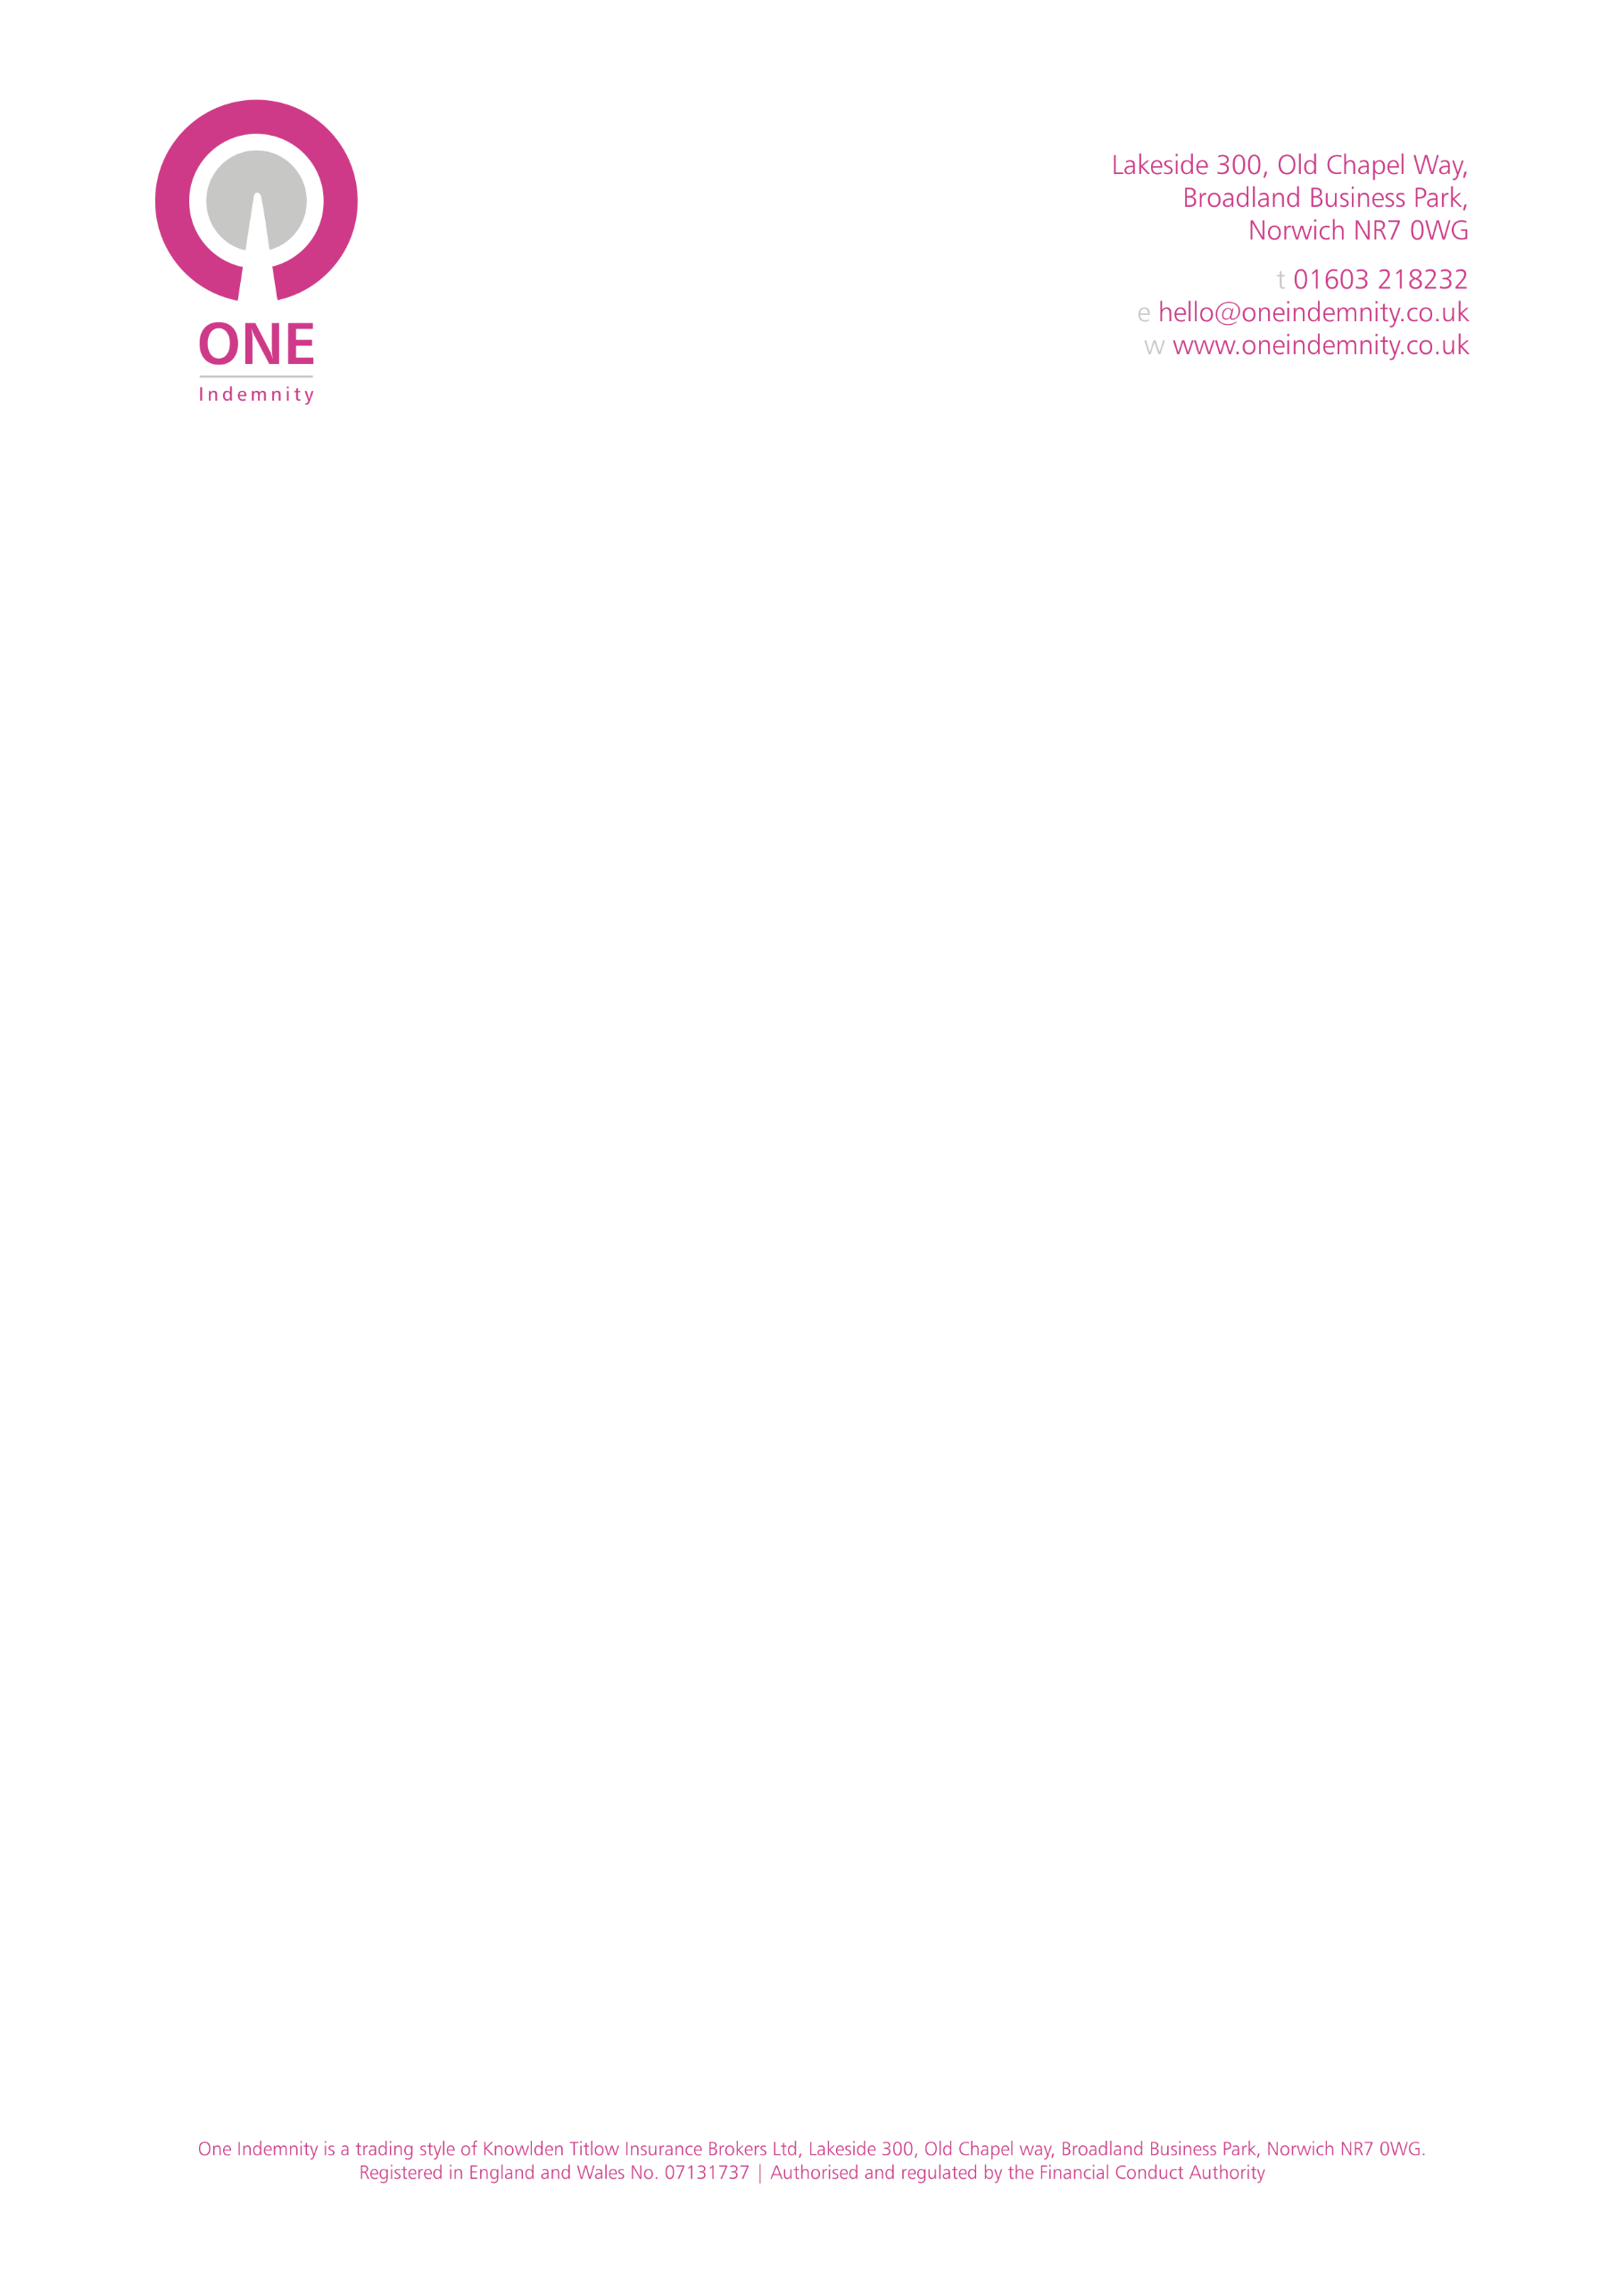 ONE
Indemnity
Lakeside 300, Old Chapel Way,
Broadland Business Park,
Norwich NR7 0WG
t 01603 218232
e hello@oneindemnity.co.uk
w www.oneindemnity.co.uk
One Indemnity is a trading style of Knowlden Titlow Insurance Brokers Ltd, Lakeside 300, Old Chapel way, Broadland Business Park, Norwich NR7 0WG.
Registered in England and Wales No. 07131737 | Authorised and regulated by the Financial Conduct Authority